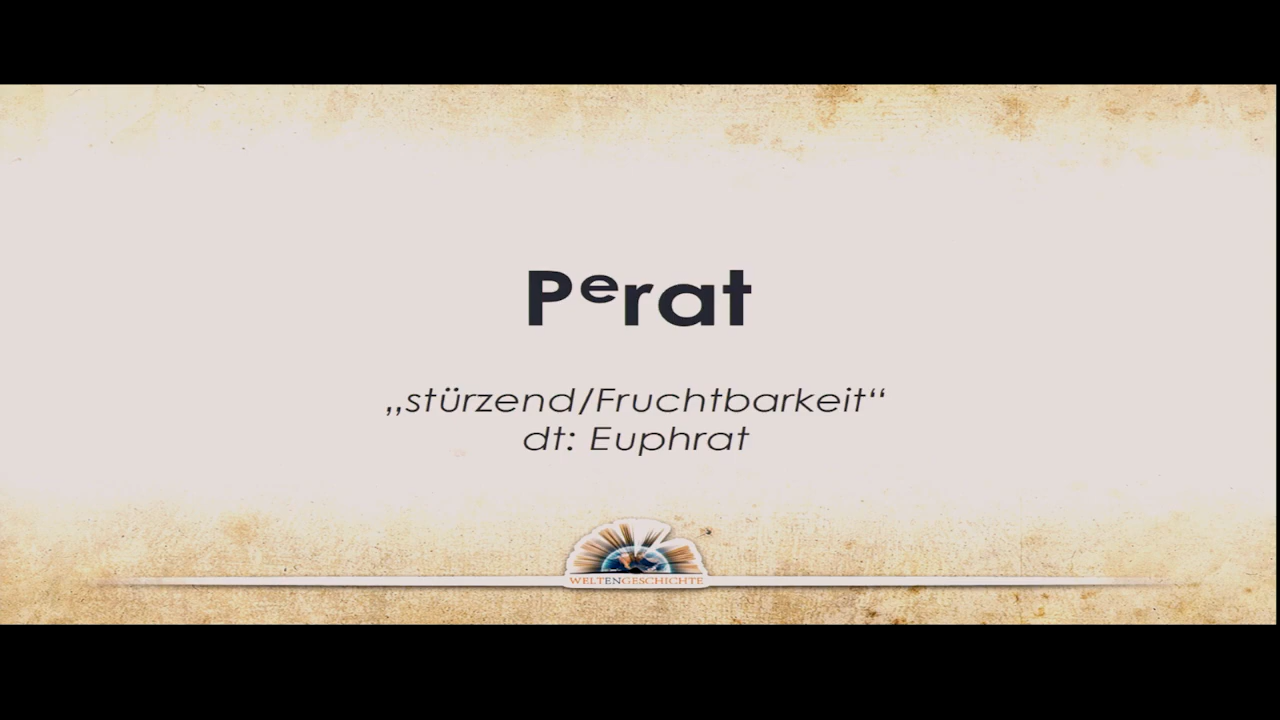 Pᵉrat
„stürzend/Fruchtbarkeit“
dt: Euphrat
WELTENGESCHICHTE